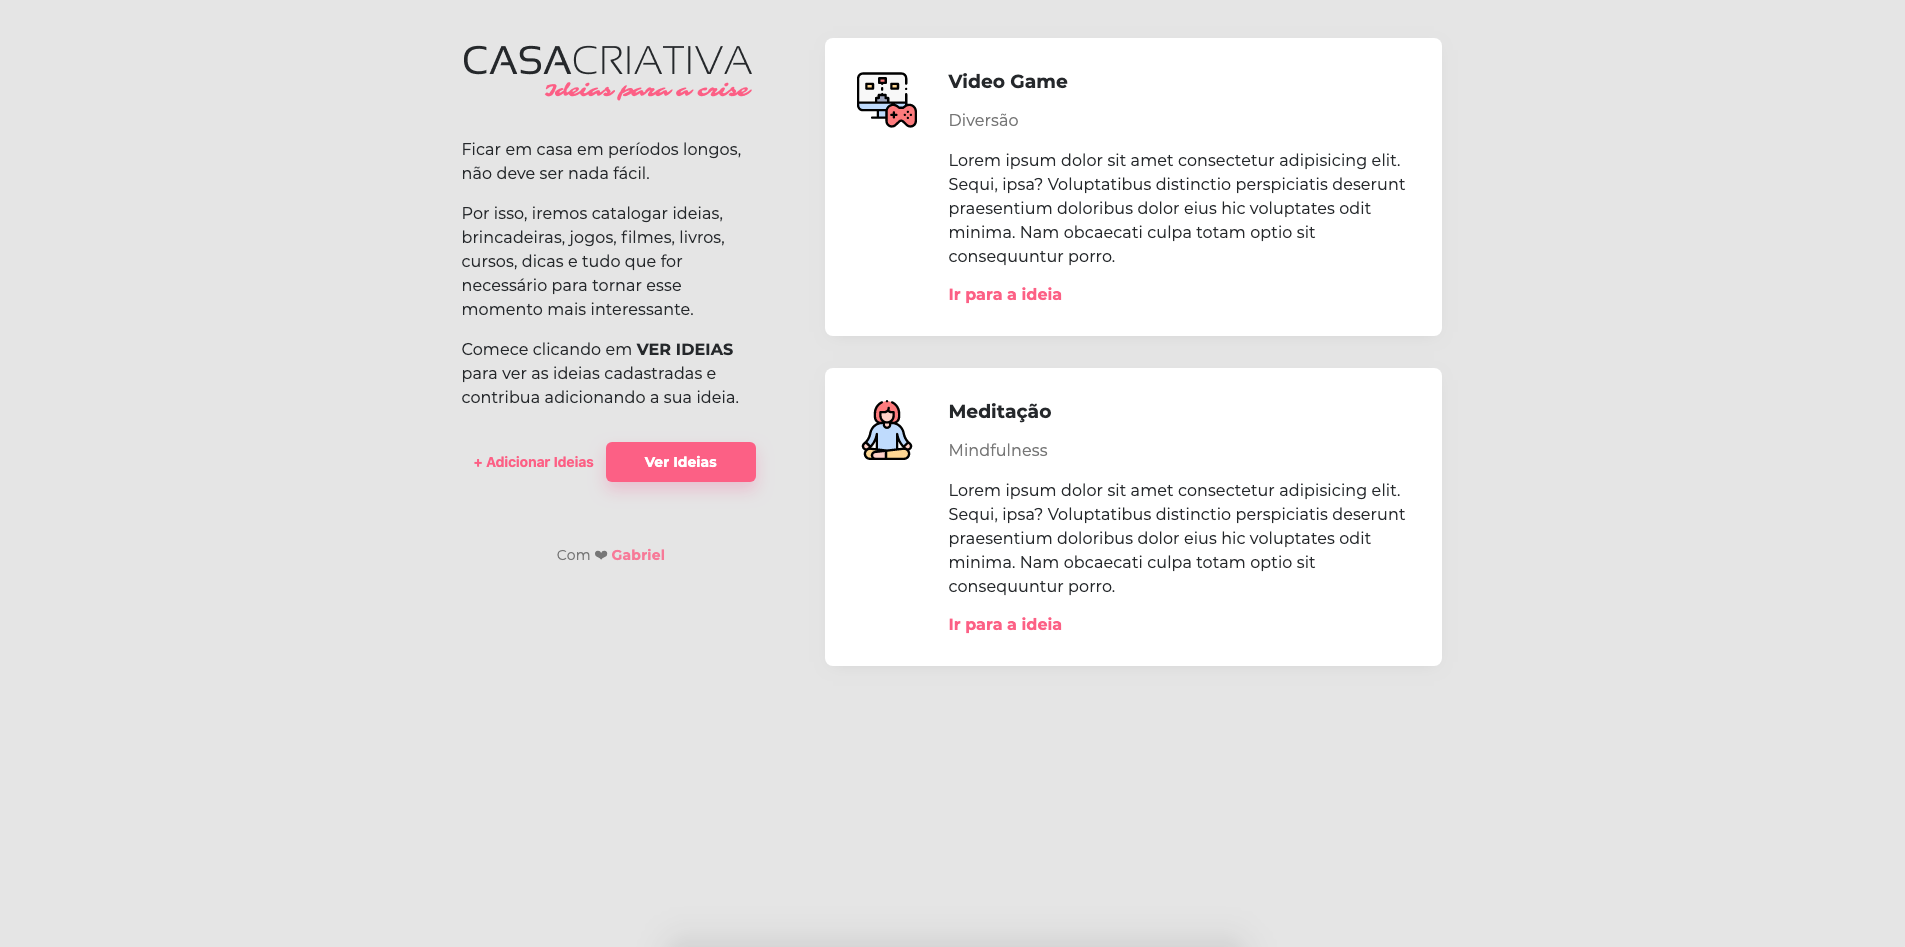 CASACRIATIVA
Ideias para a crise
Ficar em casa em períodos longos,
não deve ser nada fácil.
Por isso, iremos catalogar ideias,
brincadeiras, jogos, filmes, livros,
cursos, dicas e tudo que for
necessário para tornar esse
momento mais interessante.
Comece clicando em VER IDEIAS
para ver as ideias cadastradas e
contribua adicionando a sua ideia.
+ Adicionar Ideias
Ver Ideias
Com ❤ Gabriel
Video Game
Diversão
Lorem ipsum dolor sit amet consectetur adipisicing elit.
Sequi, ipsa? Voluptatibus distinctio perspiciatis deserunt
praesentium doloribus dolor eius hic voluptates odit
minima. Nam obcaecati culpa totam optio sit
consequuntur porro.
Ir para a ideia
Meditação
Mindfulness
Lorem ipsum dolor sit amet consectetur adipisicing elit.
Sequi, ipsa? Voluptatibus distinctio perspiciatis deserunt
praesentium doloribus dolor eius hic voluptates odit
minima. Nam obcaecati culpa totam optio sit
consequuntur porro.
Ir para a ideia